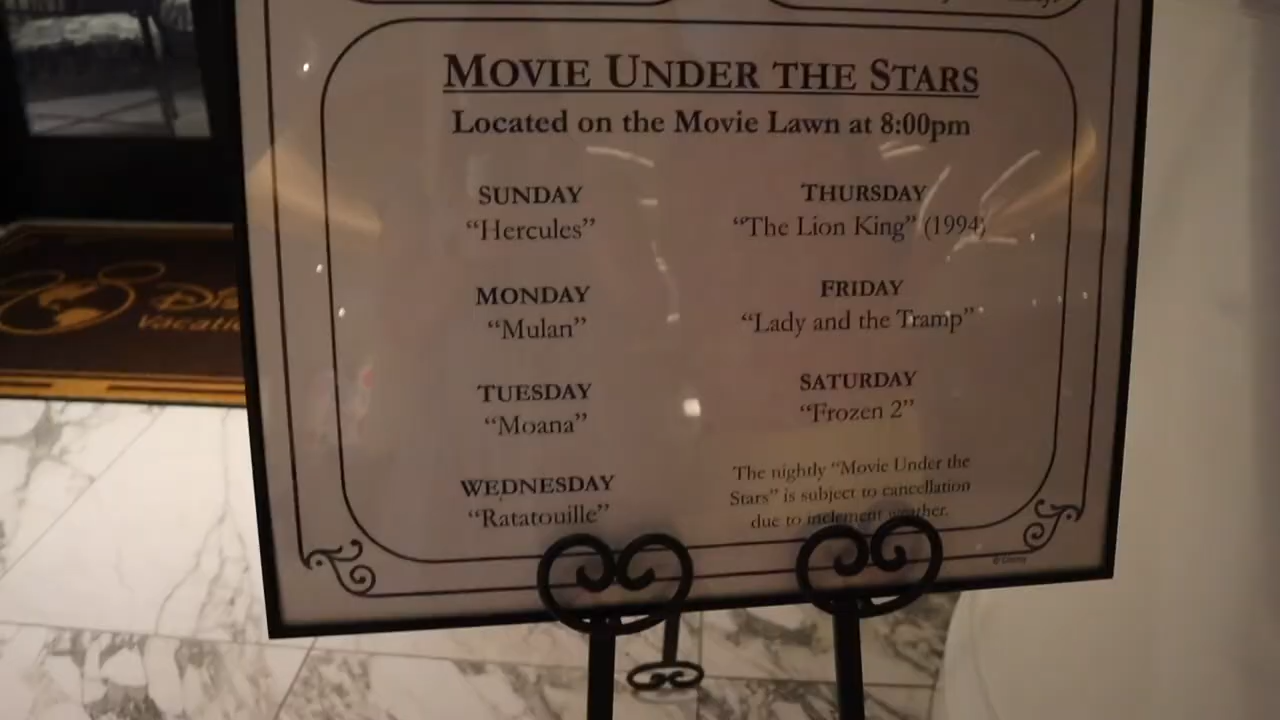 MOVIE UNDER THE STARS
Located on the Movie Lawn at 8:00pm
SUNDAY
“Hercules”
MONDAY
“Mulan”
TUESDAY
“Moana”
WEDNESDAY
“Ratatouille”
THURSDAY
“The Lion King” (1994)
FRIDAY
“Lady and the Tramp”
SATURDAY
“Frozen 2”
The nightly “Movie Under the
Stars” is subject to cancellation
due to inclement weather.
© Disney